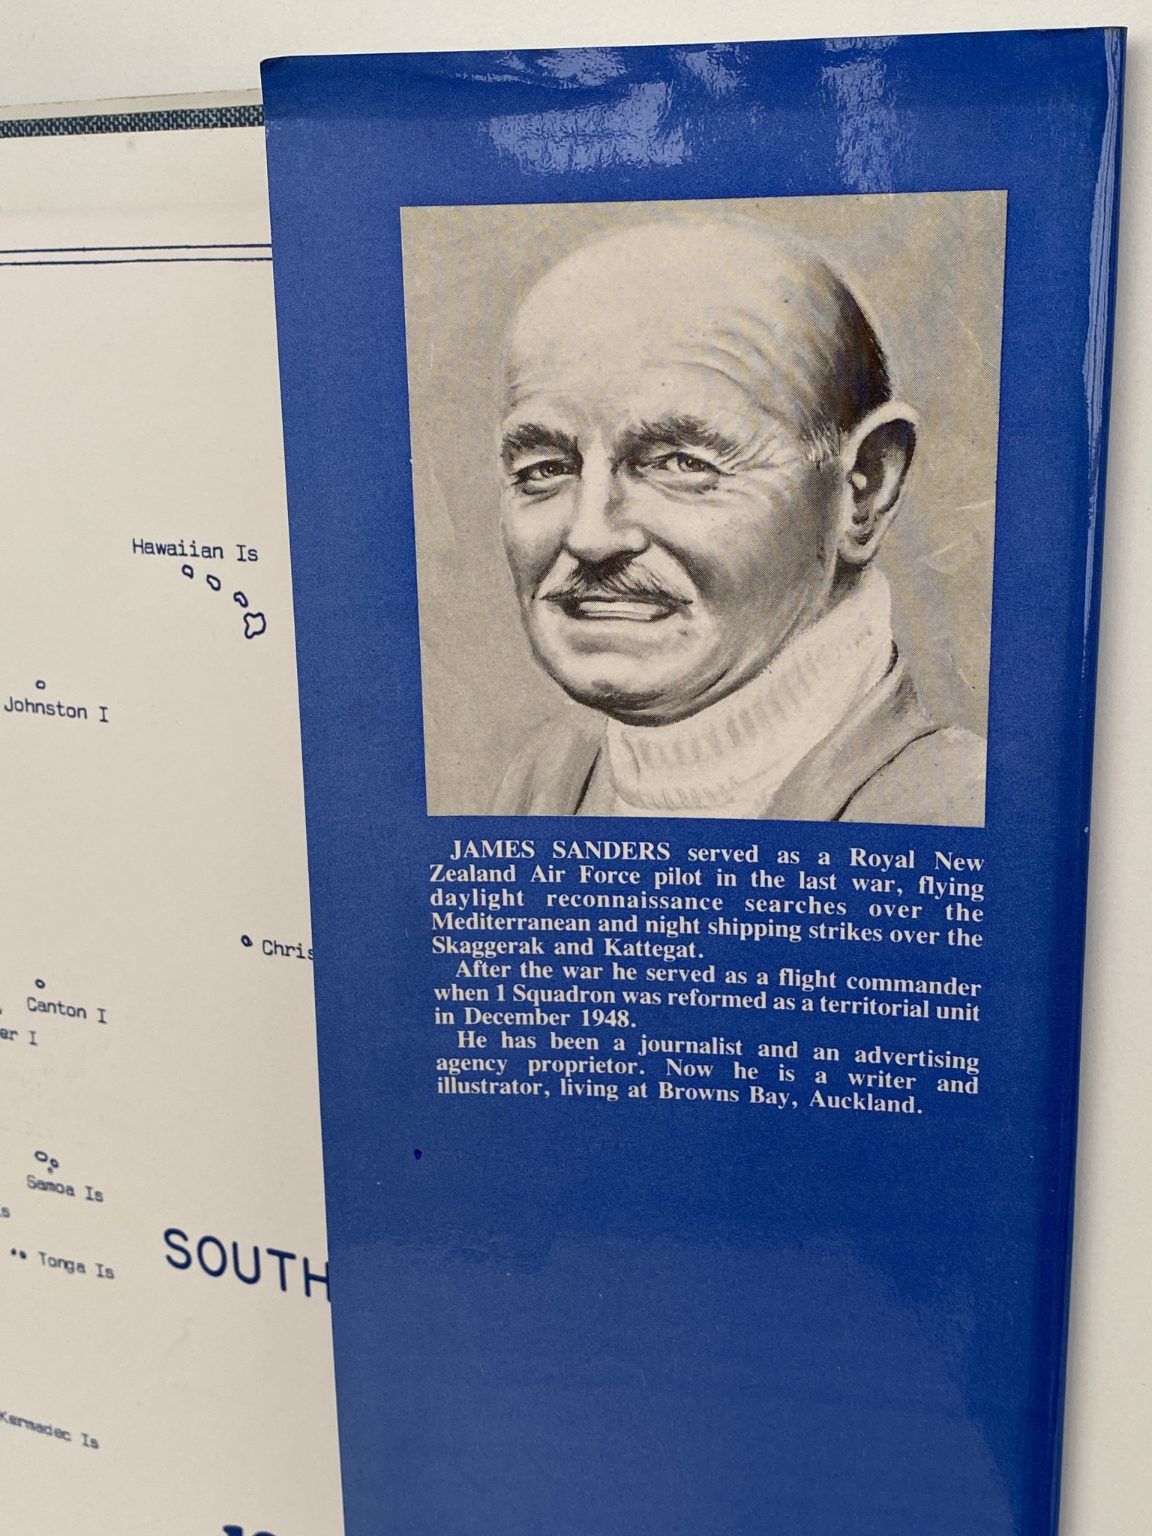 Hawaiian Is
Johnston I
Canton I
Samoa Is
Tonga Is
SOUTH
Kermadec Is
JAMES SANDERS served as a Royal New
Zealand Air Force pilot in the last war, flying
daylight reconnaissance searches over the
Mediterranean and night shipping strikes over the
Skaggerak and Kattegat.
After the war he served as a flight commander
when 1 Squadron was reformed as a territorial unit
in December 1948.
He has been a journalist and an advertising
agency proprietor. Now he is a writer and
illustrator, living at Browns Bay, Auckland.